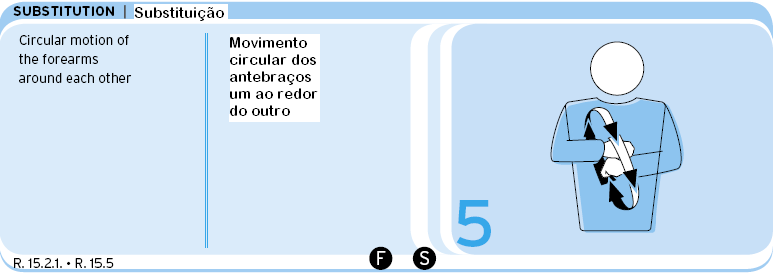 SUBSTITUTION | Substituição
Circular motion of
the forearms
around each other
Movimento
circular dos
antebraços
um ao redor
do outro
5
R. 15.2.1. • R. 15.5
F S